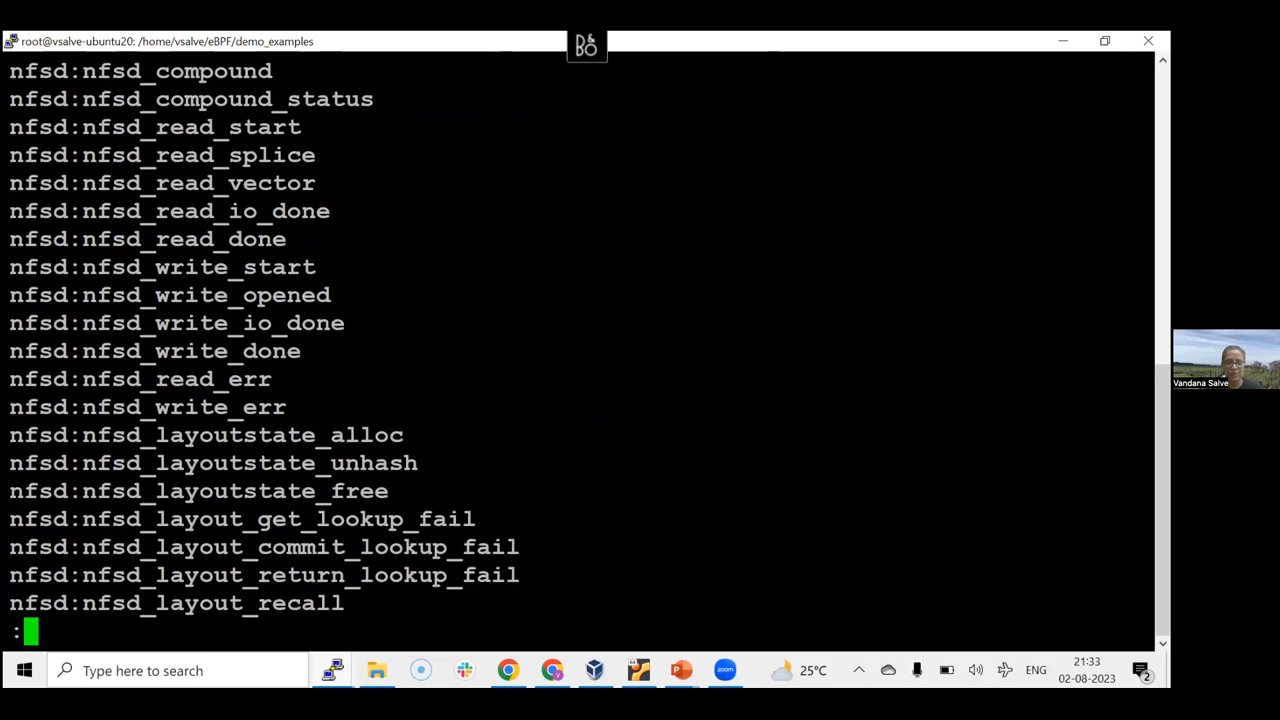 root@vsalve-ubuntu20: /home/vsalve/eBPF/demo_examples
B&O
nfsd:nfsd_compound
nfsd:nfsd_compound_status
nfsd:nfsd_read_start
nfsd:nfsd_read_splice
nfsd:nfsd_read_vector
nfsd:nfsd_read_io_done
nfsd:nfsd_read_done
nfsd:nfsd_write_start
nfsd:nfsd_write_opened
nfsd:nfsd_write_io_done
nfsd:nfsd_write_done
nfsd:nfsd_read_err
nfsd:nfsd_write_err
nfsd:nfsd_layoutstate_alloc
nfsd:nfsd_layoutstate_unhash
nfsd:nfsd_layoutstate_free
nfsd:nfsd_layout_get_lookup_fail
nfsd:nfsd_layout_commit_lookup_fail
nfsd:nfsd_layout_return_lookup_fail
nfsd:nfsd_layout_recall
:
Vandana Salve
Type here to search
zoom
25°C
ENG
21:33
02-08-2023
2